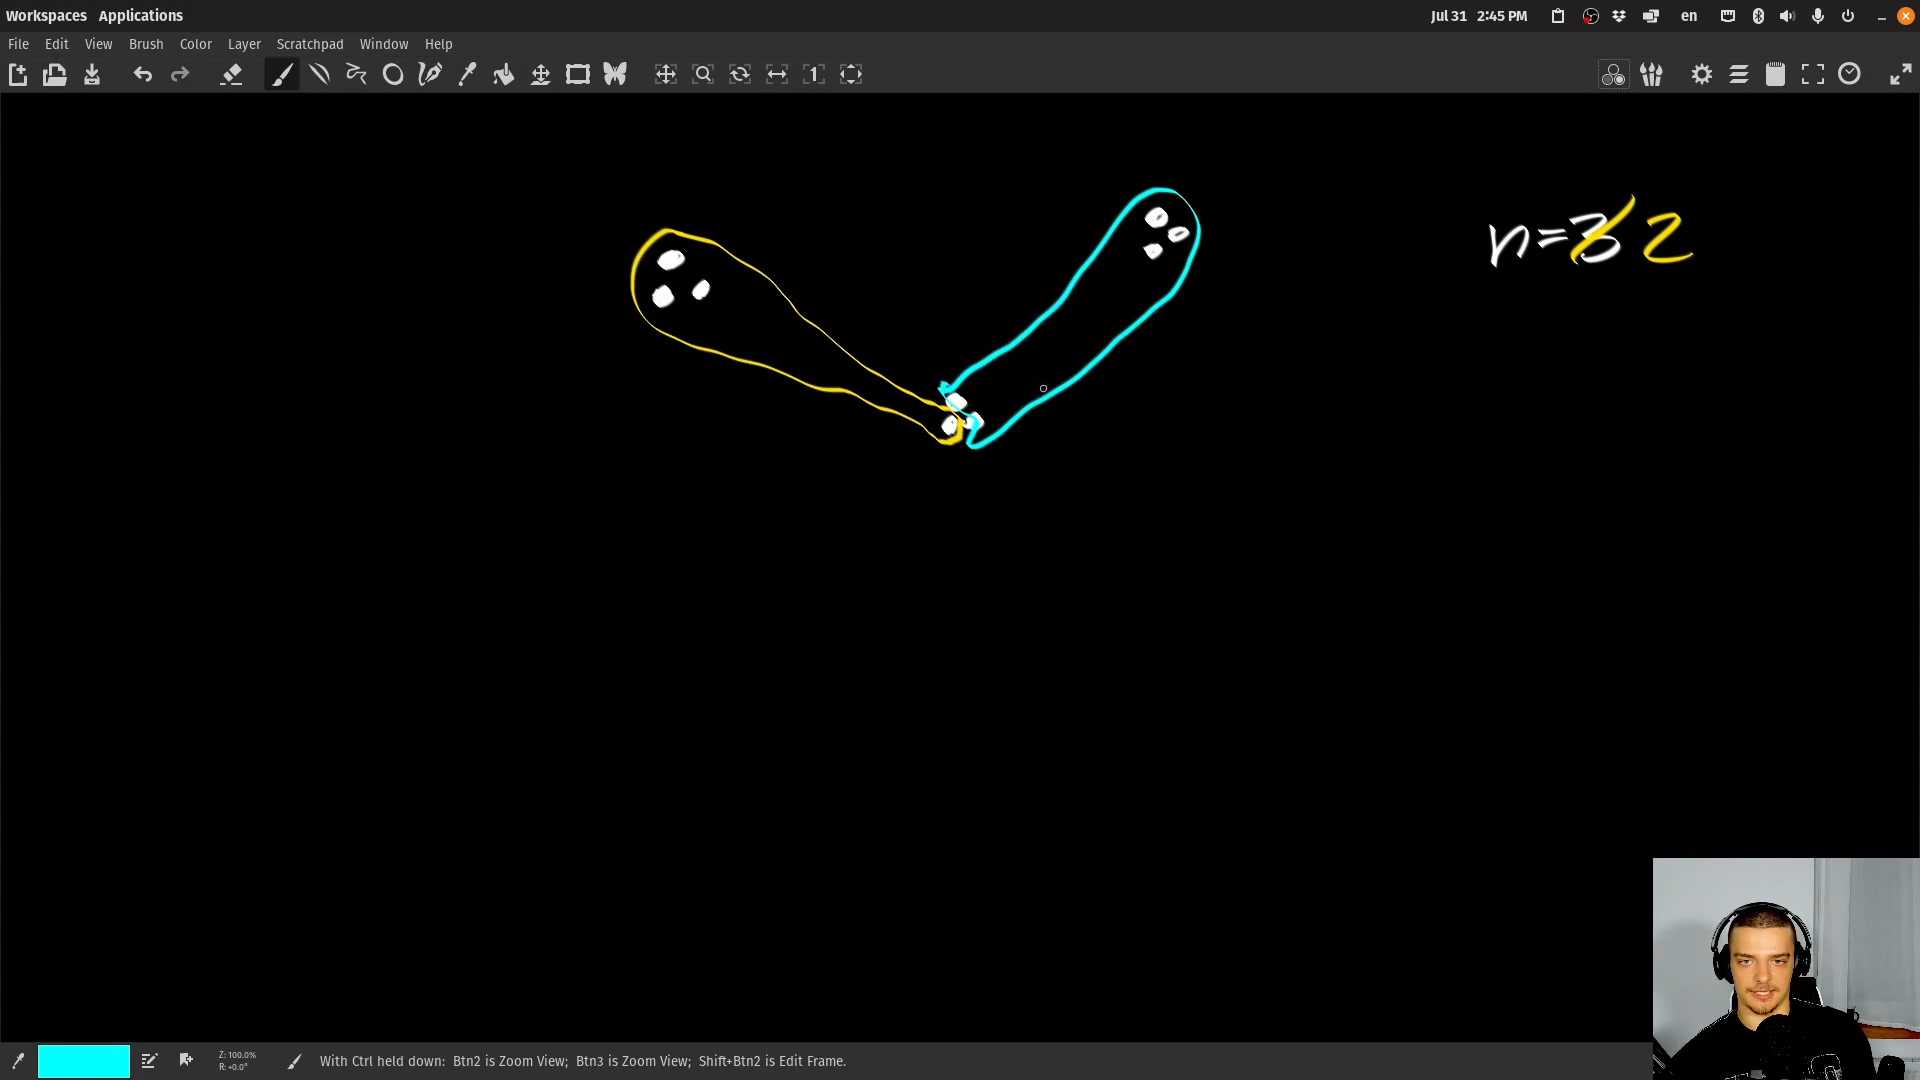 Workspaces Applications Jul 31 2:45 PM en
File Edit View Brush Color Layer Scratchpad Window Help
1
n=3 2
Z: 100.0%
R: +0.0°
With Ctrl held down: Btn2 is Zoom View; Btn3 is Zoom View; Shift+Btn2 is Edit Frame.